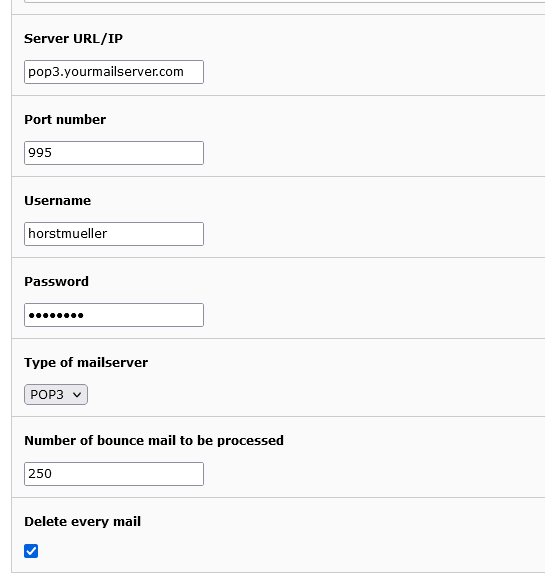 Server URL/IP
pop3.yourmailserver.com
Port number
995
Username
horstmueller
Password
••••••••
Type of mailserver
POP3
Number of bounce mail to be processed
250
Delete every mail